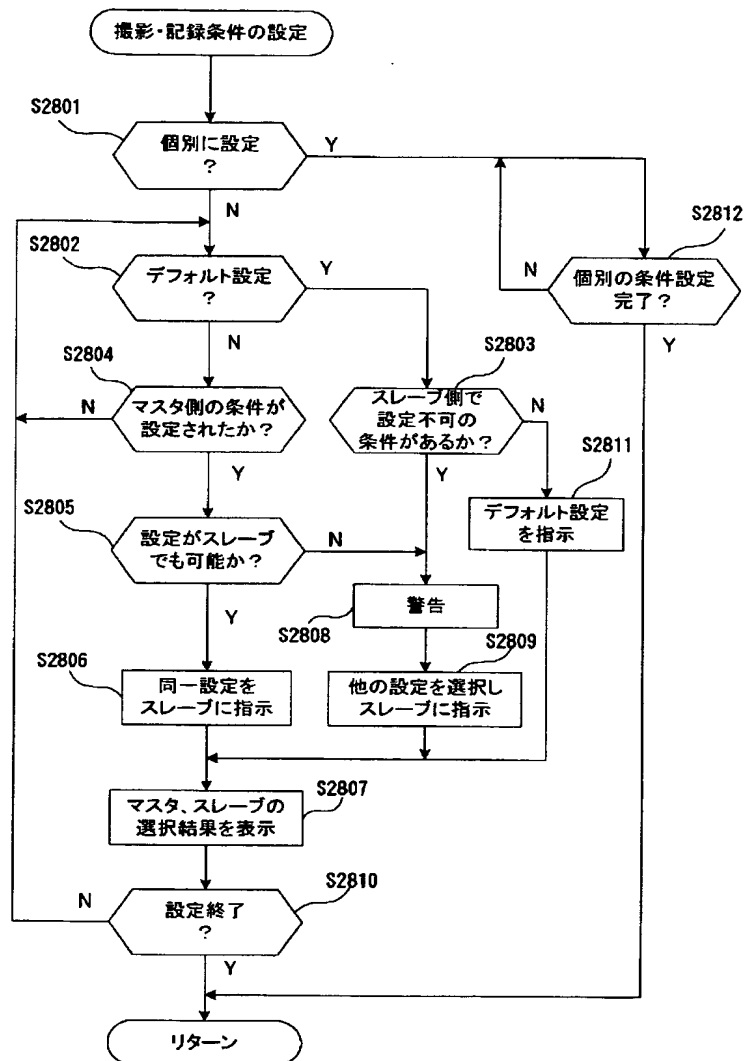 撮影・記録条件の設定
S2801
個別に設定
?
Y
N
S2802
デフォルト設定
?
Y
N
S2812
個別の条件設定
完了?
N
Y
S2804
マスタ側の条件が
設定されたか?
N
Y
S2803
スレーブ側で
設定不可の
条件があるか?
N
Y
S2811
デフォルト設定
を指示
S2805
設定がスレーブ
でも可能か?
N
Y
警告
S2808
S2806
同一設定を
スレーブに指示
S2809
他の設定を選択し
スレーブに指示
S2807
マスタ、スレーブの
選択結果を表示
S2810
設定終了
?
N
Y
リターン